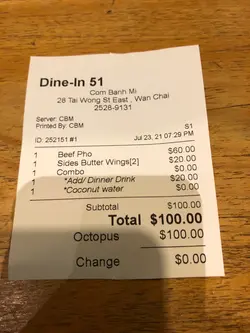 Dine-In 51
Com Banh Mi
28 Tai Wong St East , Wan Chai
2528-9131
Server: CBM
Printed By: CBM
S1
ID: 252151 #1 Jul 23, 21 07:29 PM
1 Beef Pho $60.00
1 Sides Butter Wings[2] $20.00
1 Combo $0.00
1 *Add/ Dinner Drink $20.00
1 *Coconut water $0.00
Subtotal $100.00
Total $100.00
Octopus $100.00
Change $0.00